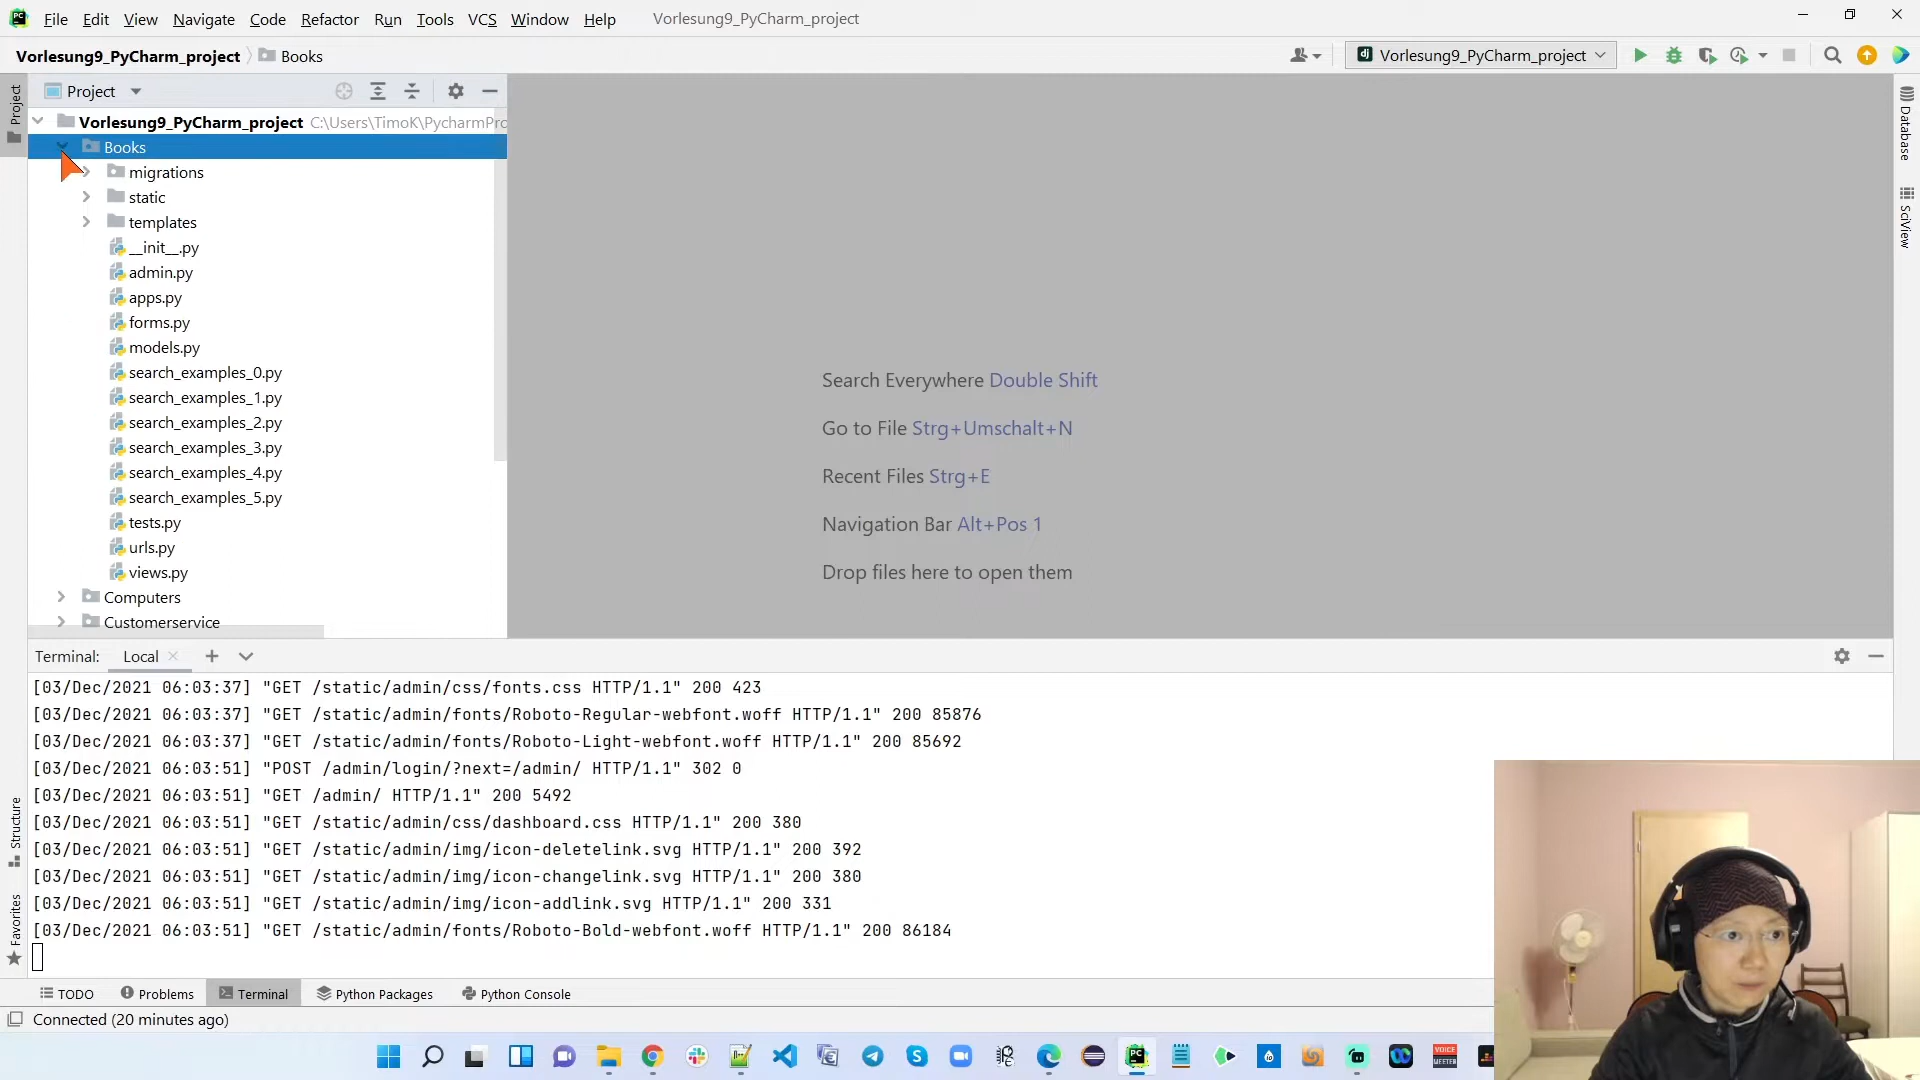 File Edit View Navigate Code Refactor Run Tools VCS Window Help Vorlesung9_PyCharm_project
Vorlesung9_PyCharm_project Books
Vorlesung9_PyCharm_project
Project
Project
Vorlesung9_PyCharm_project C:\Users\TimoK\PycharmPro
Books
migrations
static
templates
__init__.py
admin.py
apps.py
forms.py
models.py
search_examples_0.py
search_examples_1.py
search_examples_2.py
search_examples_3.py
search_examples_4.py
search_examples_5.py
tests.py
urls.py
views.py
Computers
Customerservice
Search Everywhere Double Shift
Go to File Strg+Umschalt+N
Recent Files Strg+E
Navigation Bar Alt+Pos 1
Drop files here to open them
Database
SciView
Terminal: Local
[03/Dec/2021 06:03:37] "GET /static/admin/css/fonts.css HTTP/1.1" 200 423
[03/Dec/2021 06:03:37] "GET /static/admin/fonts/Roboto-Regular-webfont.woff HTTP/1.1" 200 85876
[03/Dec/2021 06:03:37] "GET /static/admin/fonts/Roboto-Light-webfont.woff HTTP/1.1" 200 85692
[03/Dec/2021 06:03:51] "POST /admin/login/?next=/admin/ HTTP/1.1" 302 0
[03/Dec/2021 06:03:51] "GET /admin/ HTTP/1.1" 200 5492
[03/Dec/2021 06:03:51] "GET /static/admin/css/dashboard.css HTTP/1.1" 200 380
[03/Dec/2021 06:03:51] "GET /static/admin/img/icon-deletelink.svg HTTP/1.1" 200 392
[03/Dec/2021 06:03:51] "GET /static/admin/img/icon-changelink.svg HTTP/1.1" 200 380
[03/Dec/2021 06:03:51] "GET /static/admin/img/icon-addlink.svg HTTP/1.1" 200 331
[03/Dec/2021 06:03:51] "GET /static/admin/fonts/Roboto-Bold-webfont.woff HTTP/1.1" 200 86184
Structure
Favorites
TODO Problems Terminal Python Packages Python Console
Connected (20 minutes ago)
VOICE
MEETER